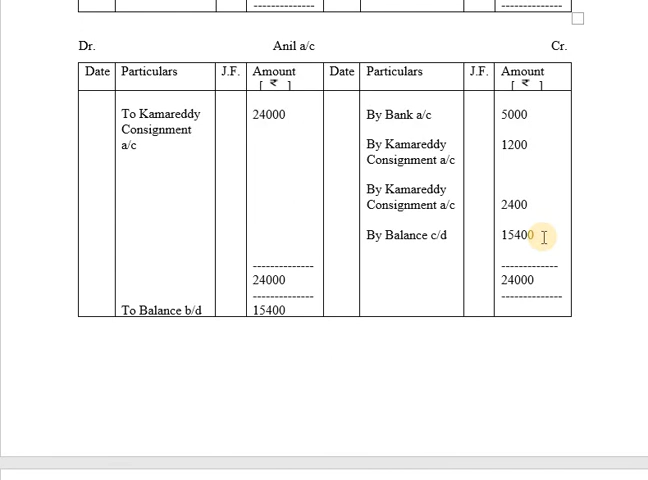 Dr. Anil a/c Cr.
Date Particulars J.F. Amount Date Particulars J.F. Amount
[ ₹ ] [ ₹ ]
To Kamareddy 24000 By Bank a/c 5000
Consignment
a/c By Kamareddy 1200
Consignment a/c
By Kamareddy
Consignment a/c 2400
By Balance c/d 15400
-------------- -------------
24000 24000
-------------- --------------
To Balance b/d 15400